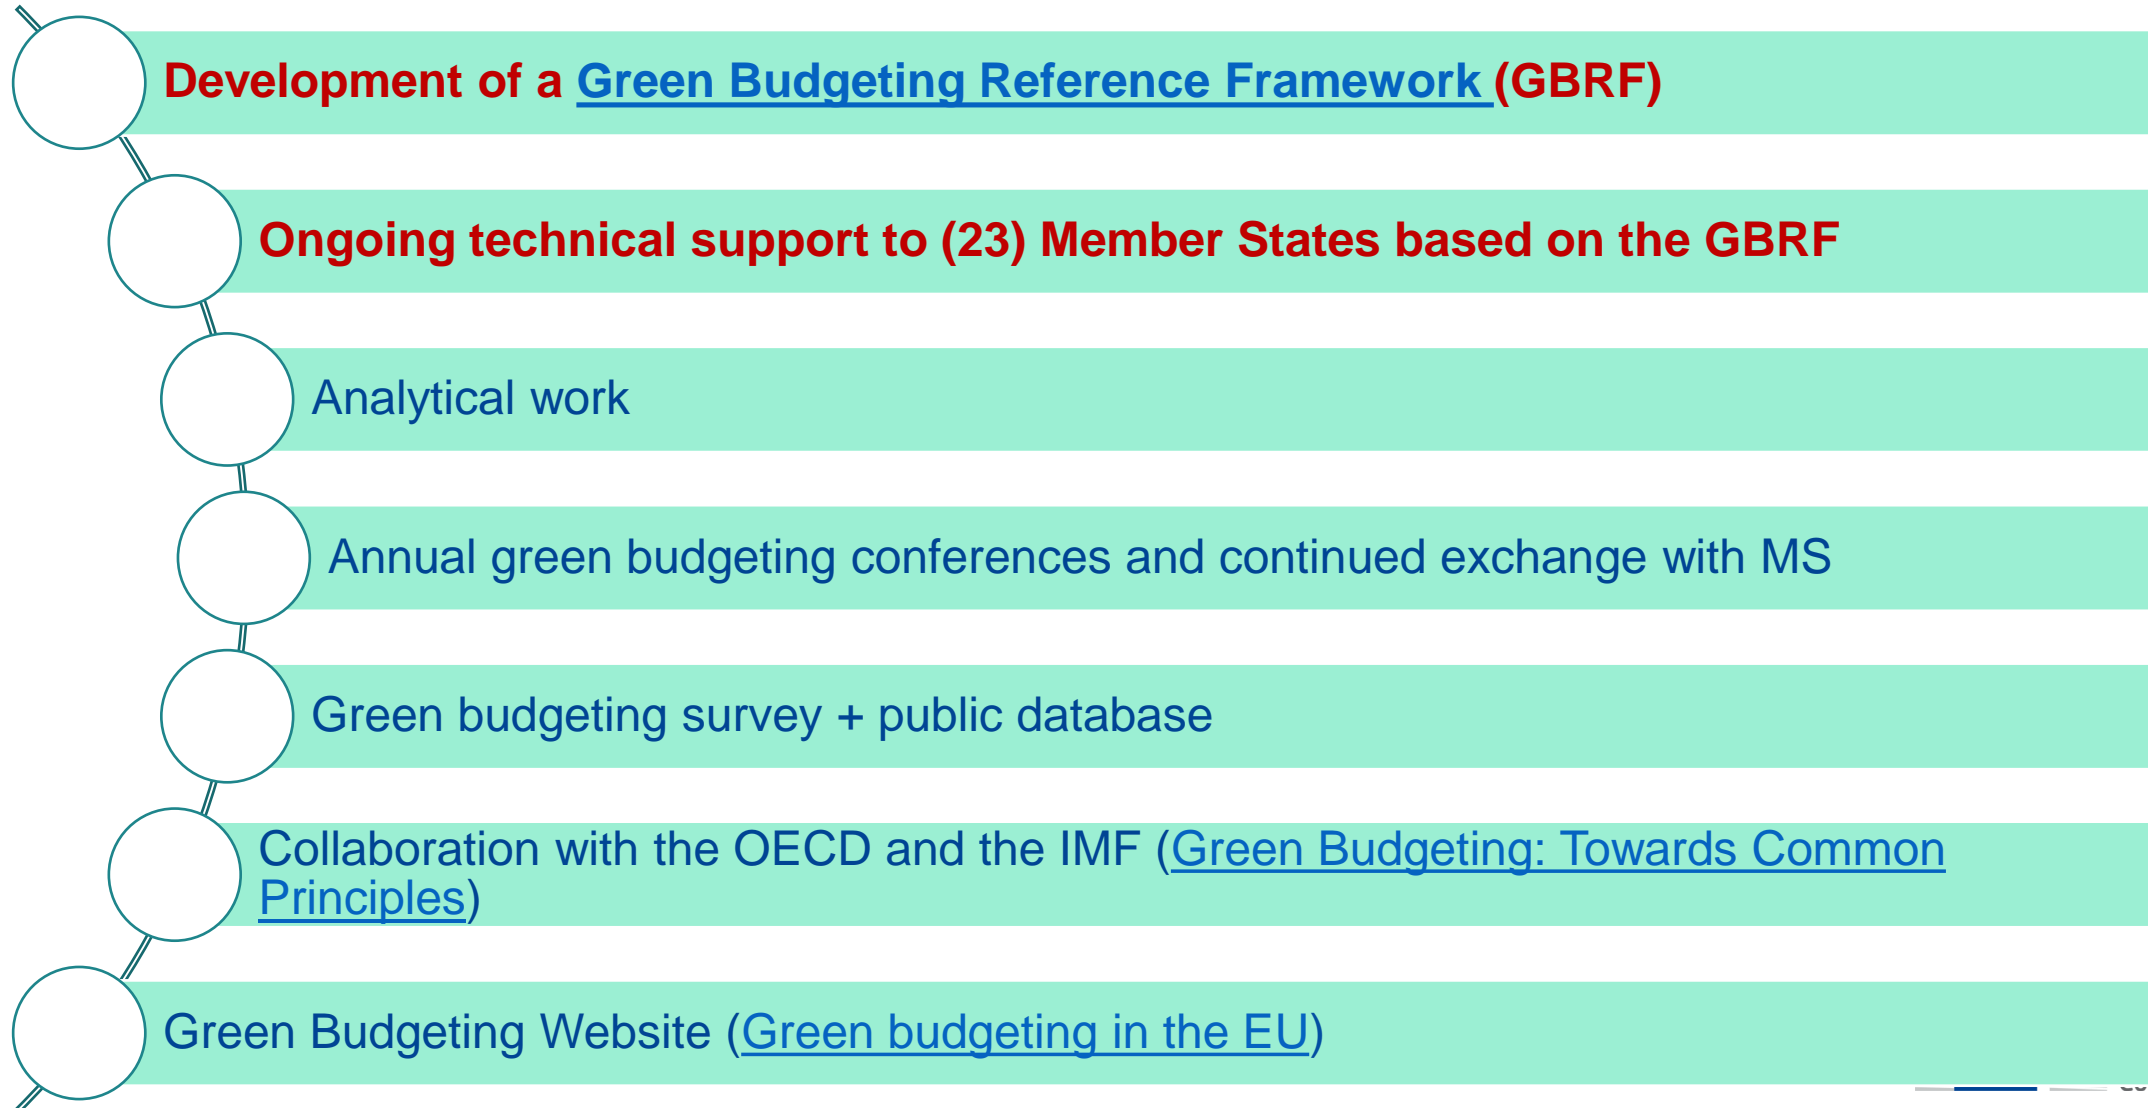 Development of a Green Budgeting Reference Framework (GBRF)
Ongoing technical support to (23) Member States based on the GBRF
Analytical work
Annual green budgeting conferences and continued exchange with MS
Green budgeting survey + public database
Collaboration with the OECD and the IMF (Green Budgeting: Towards Common
Principles)
Green Budgeting Website (Green budgeting in the EU)